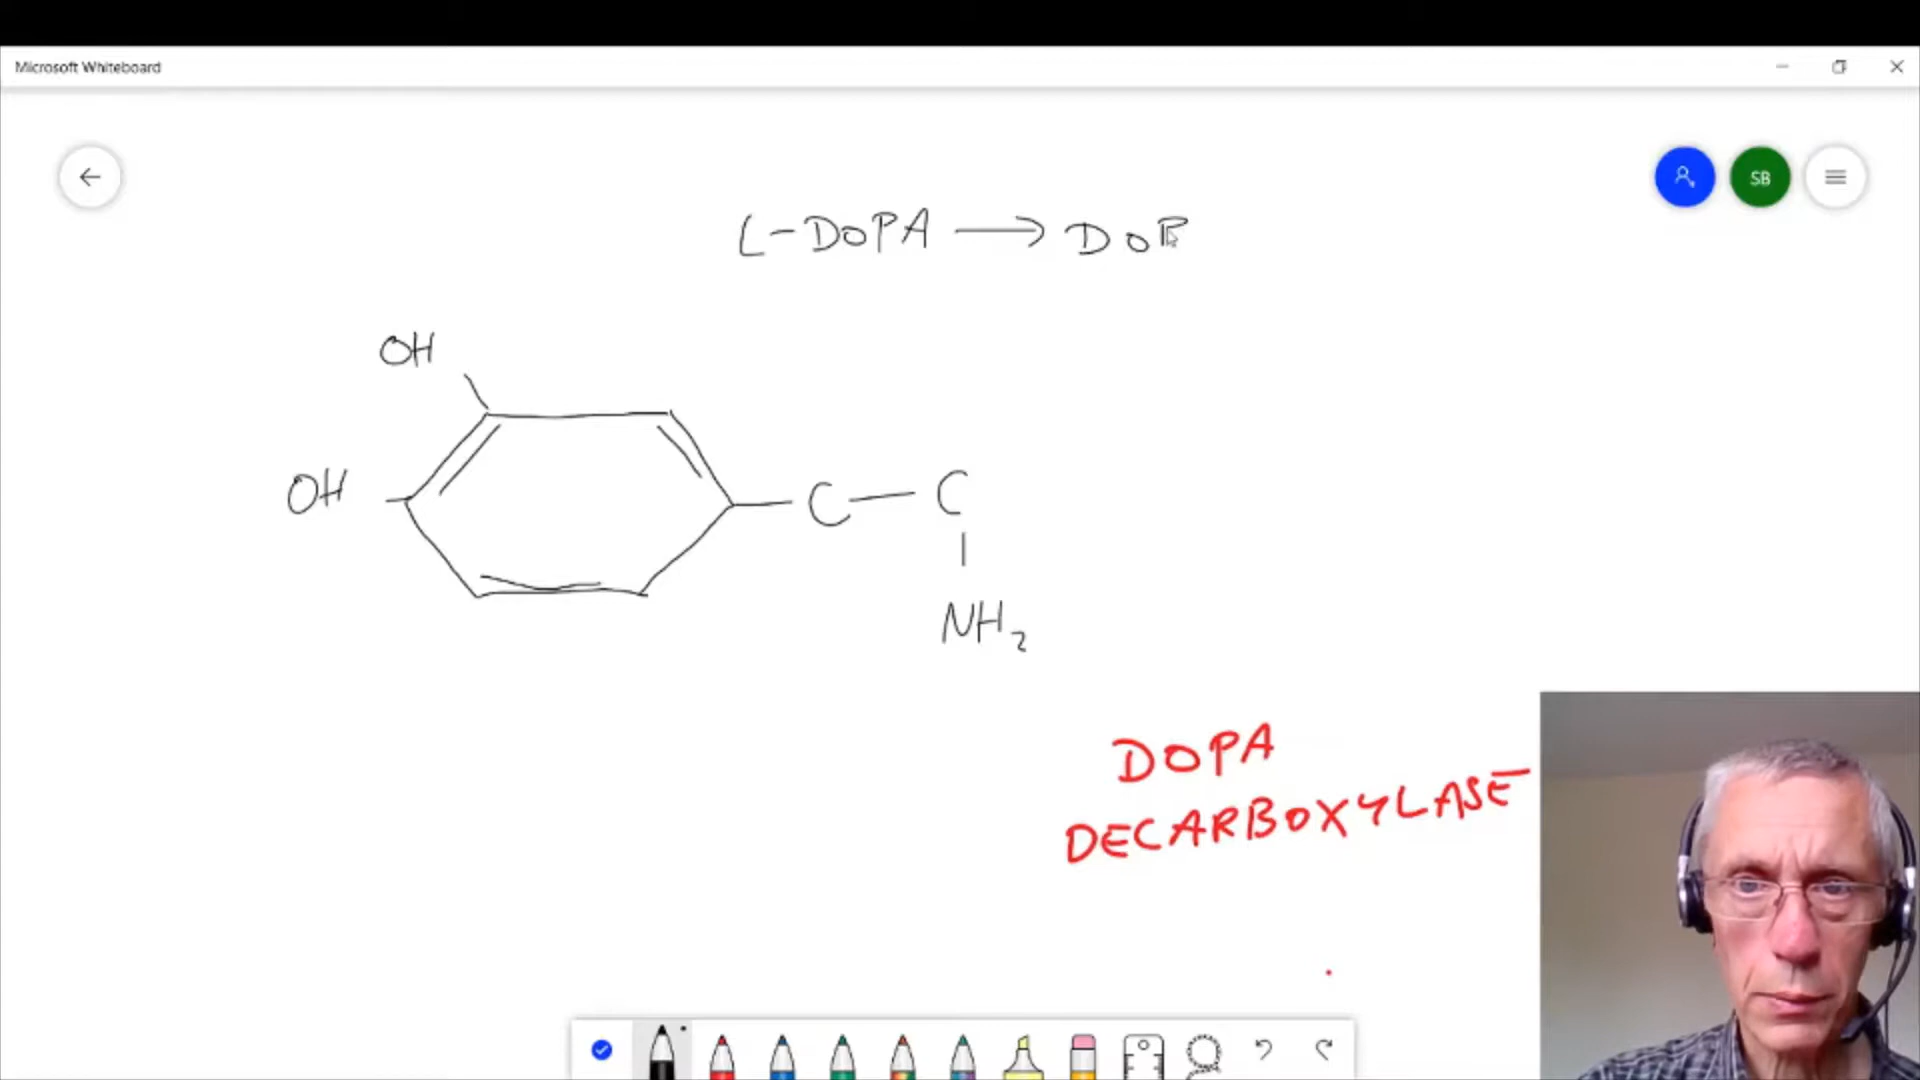 Microsoft Whiteboard
SB
L-DOPA → DOP
OH
OH
C — C
NH₂
DOPA
DECARBOXYLASE